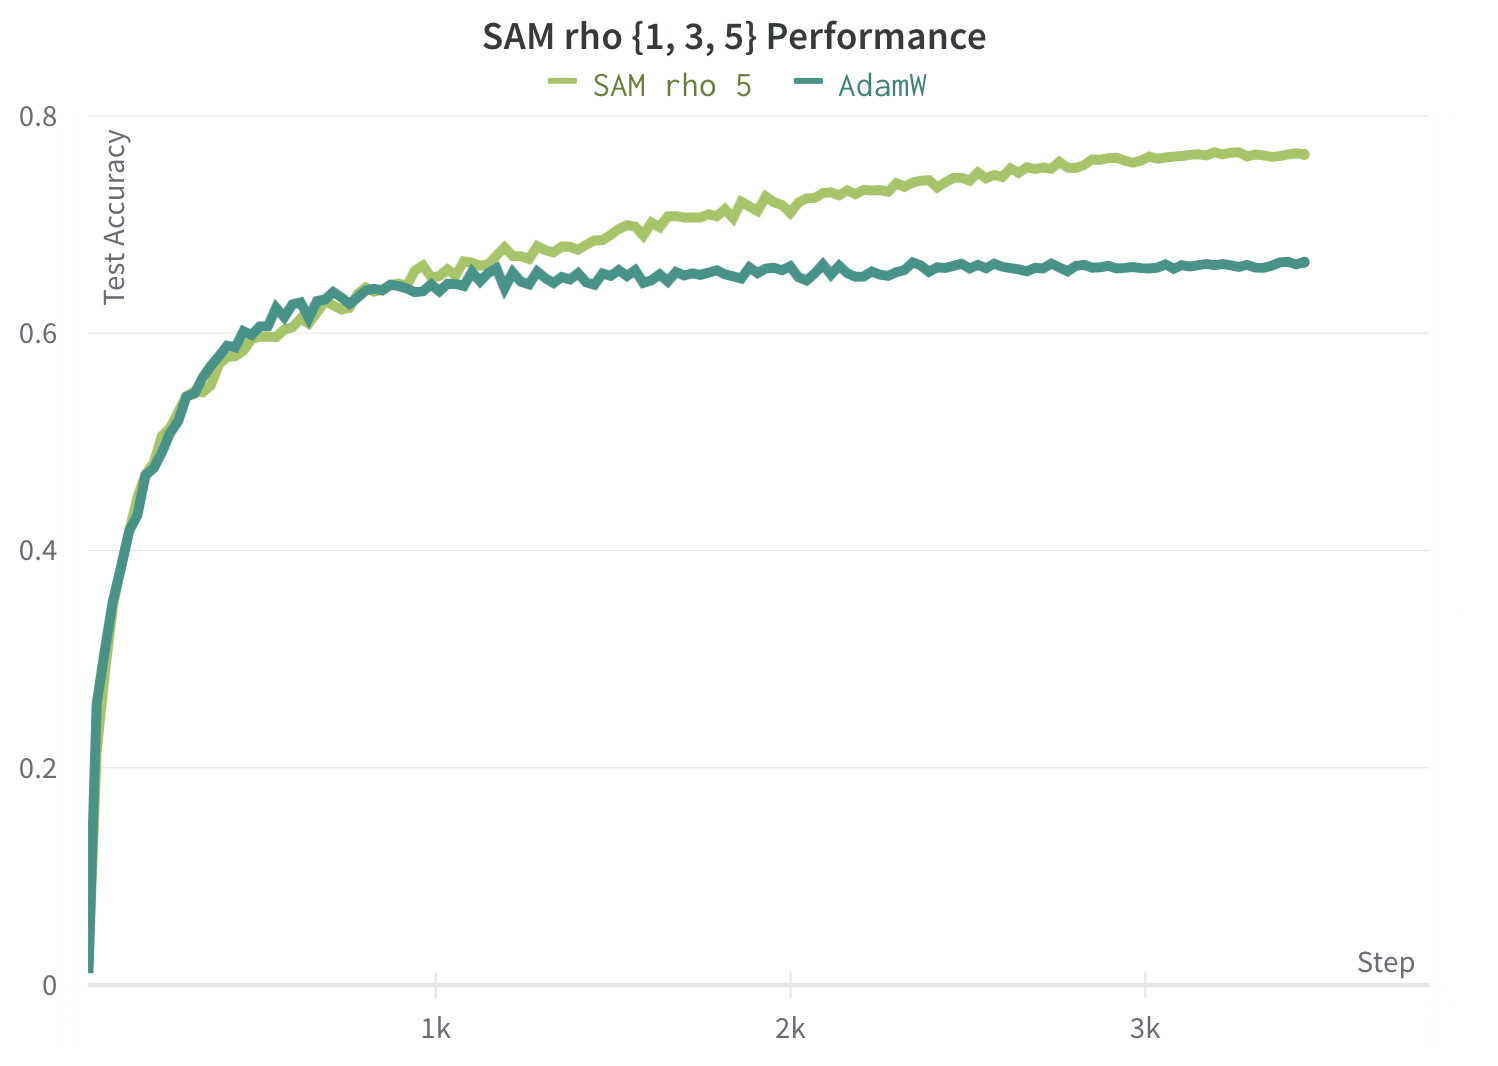 SAM rho {1, 3, 5} Performance
SAM rho 5 AdamW
Test Accuracy
0.8
0.6
0.4
0.2
0
Step
1k 2k 3k